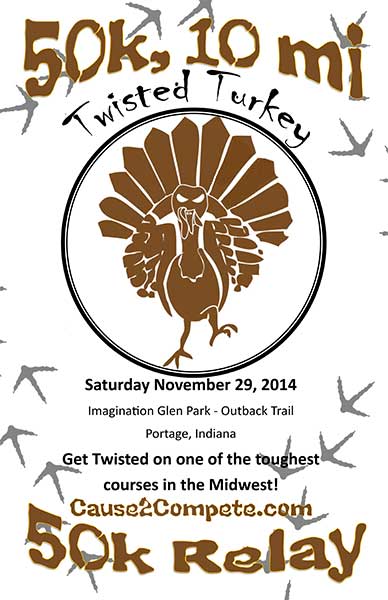 50k, 10 mi
Twisted Turkey
Saturday November 29, 2014
Imagination Glen Park - Outback Trail
Portage, Indiana
Get Twisted on one of the toughest
courses in the Midwest!
Cause2Compete.com
50k Relay